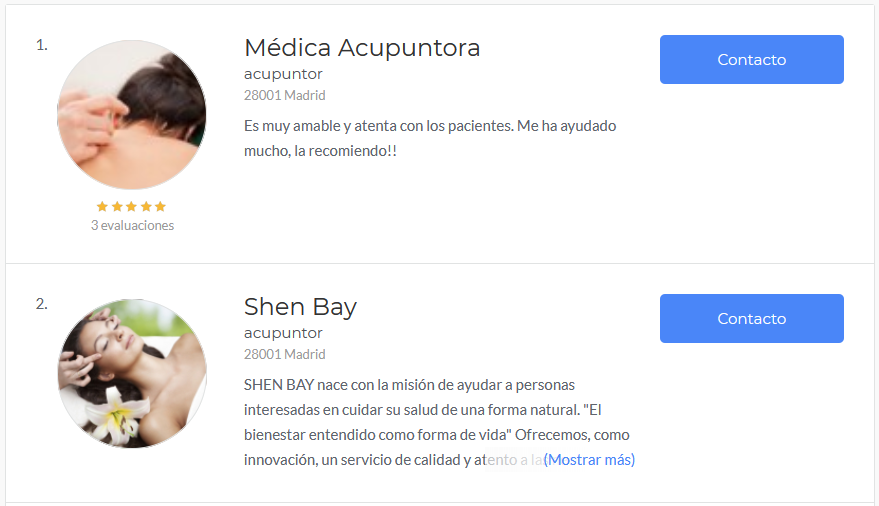 1.
Médica Acupuntora
acupuntor
28001 Madrid
Es muy amable y atenta con los pacientes. Me ha ayudado
mucho, la recomiendo!!
Contacto
3 evaluaciones
2.
Shen Bay
acupuntor
28001 Madrid
SHEN BAY nace con la misión de ayudar a personas
interesadas en cuidar su salud de una forma natural. "El
bienestar entendido como forma de vida" Ofrecemos, como
innovación, un servicio de calidad y atento a la (Mostrar más)
Contacto